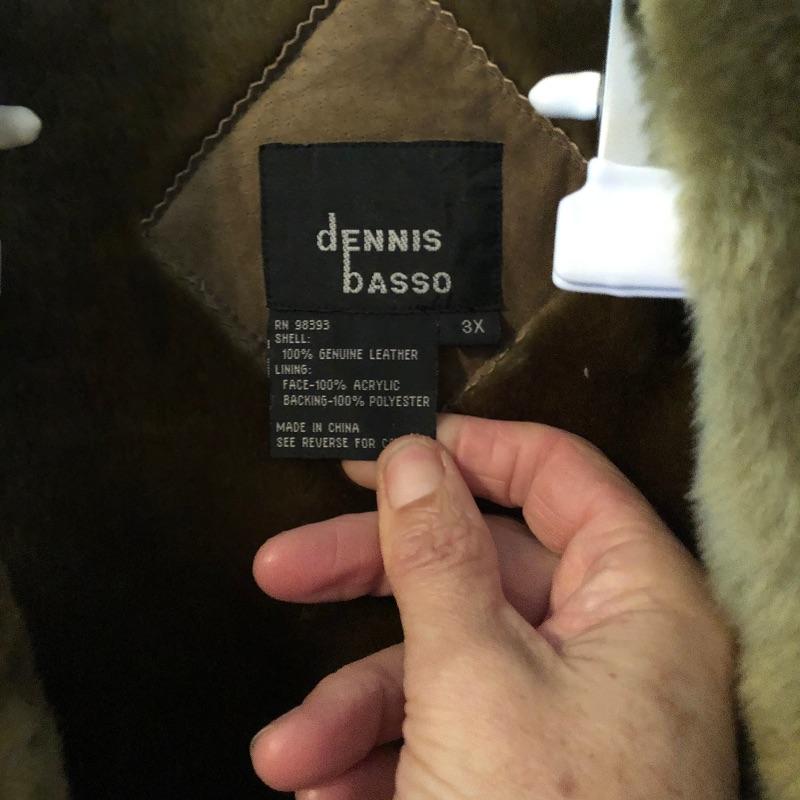 dENNIS
bASSO
3X
RN 98393
SHELL:
100% GENUINE LEATHER
LINING:
FACE-100% ACRYLIC
BACKING-100% POLYESTER
MADE IN CHINA
SEE REVERSE FOR